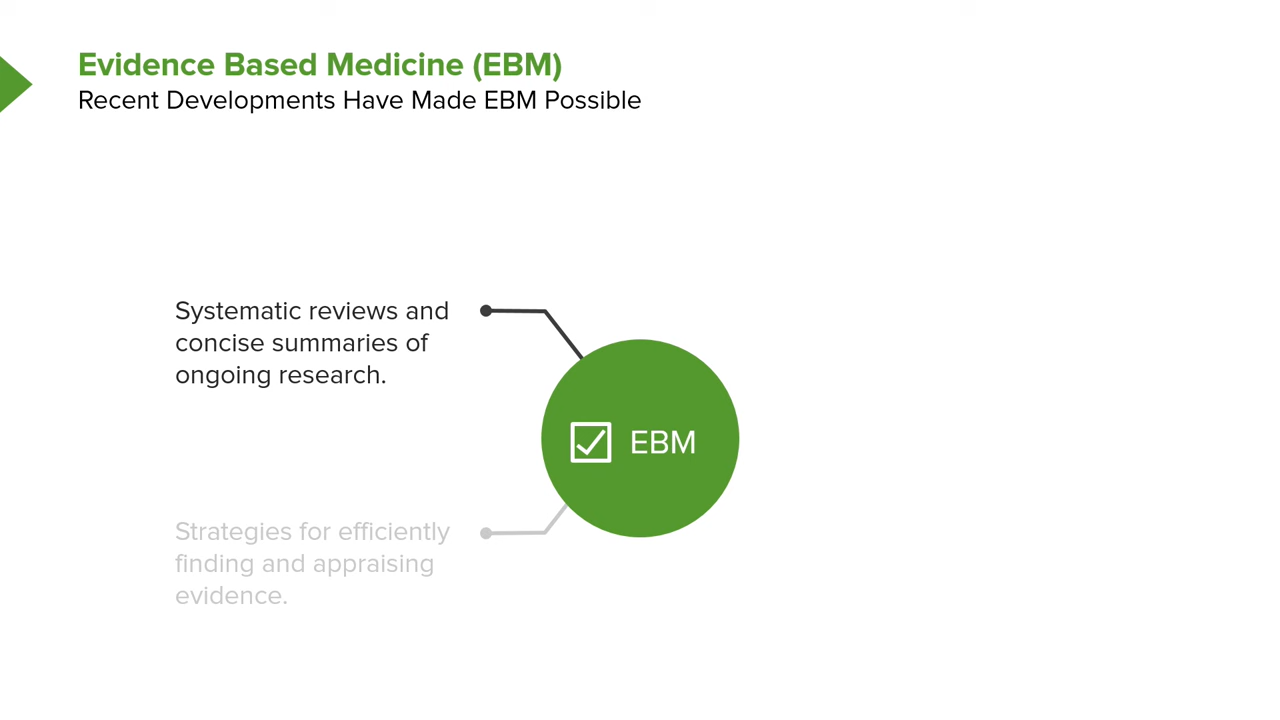 Evidence Based Medicine (EBM)
Recent Developments Have Made EBM Possible
Systematic reviews and
concise summaries of
ongoing research.
EBM
Strategies for efficiently
finding and appraising
evidence.